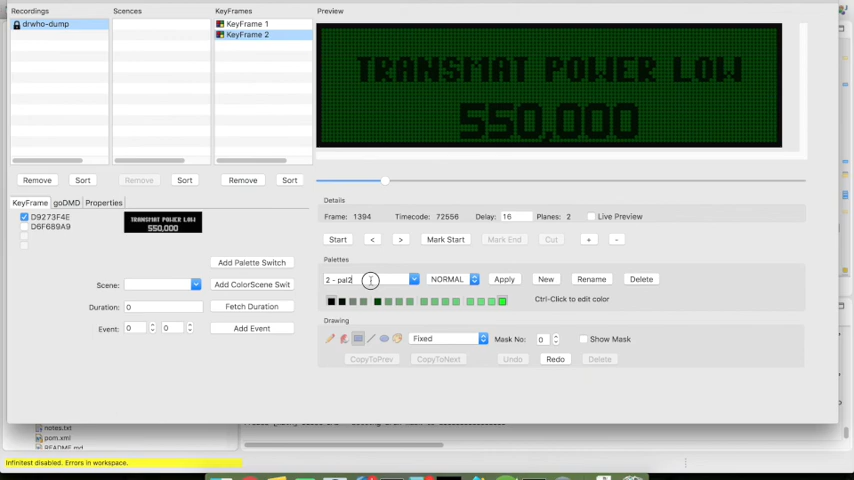 Recordings
Scences
KeyFrames
Preview
drwho-dump
KeyFrame 1
KeyFrame 2
TRANSMAT POWER LOW
550,000
Remove
Sort
Remove
Sort
Remove
Sort
KeyFrame
goDMD
Properties
Details
D9273F4E
D6F689A9
TRANSMAT POWER LOW
550,000
Frame: 1394
Timecode: 72556
Delay: 16
Planes: 2
Live Preview
Start
<
>
Mark Start
Mark End
Cut
+
-
Add Palette Switch
Palettes
Scene:
Add ColorScene Swit
2 - pal2
NORMAL
Apply
New
Rename
Delete
Duration: 0
Fetch Duration
Ctrl-Click to edit color
Event: 0
0
Add Event
Drawing
Fixed
Mask No: 0
Show Mask
CopyToPrev
CopyToNext
Undo
Redo
Delete
notes.txt
pom.xml
README.md
Infinitest disabled. Errors in workspace.